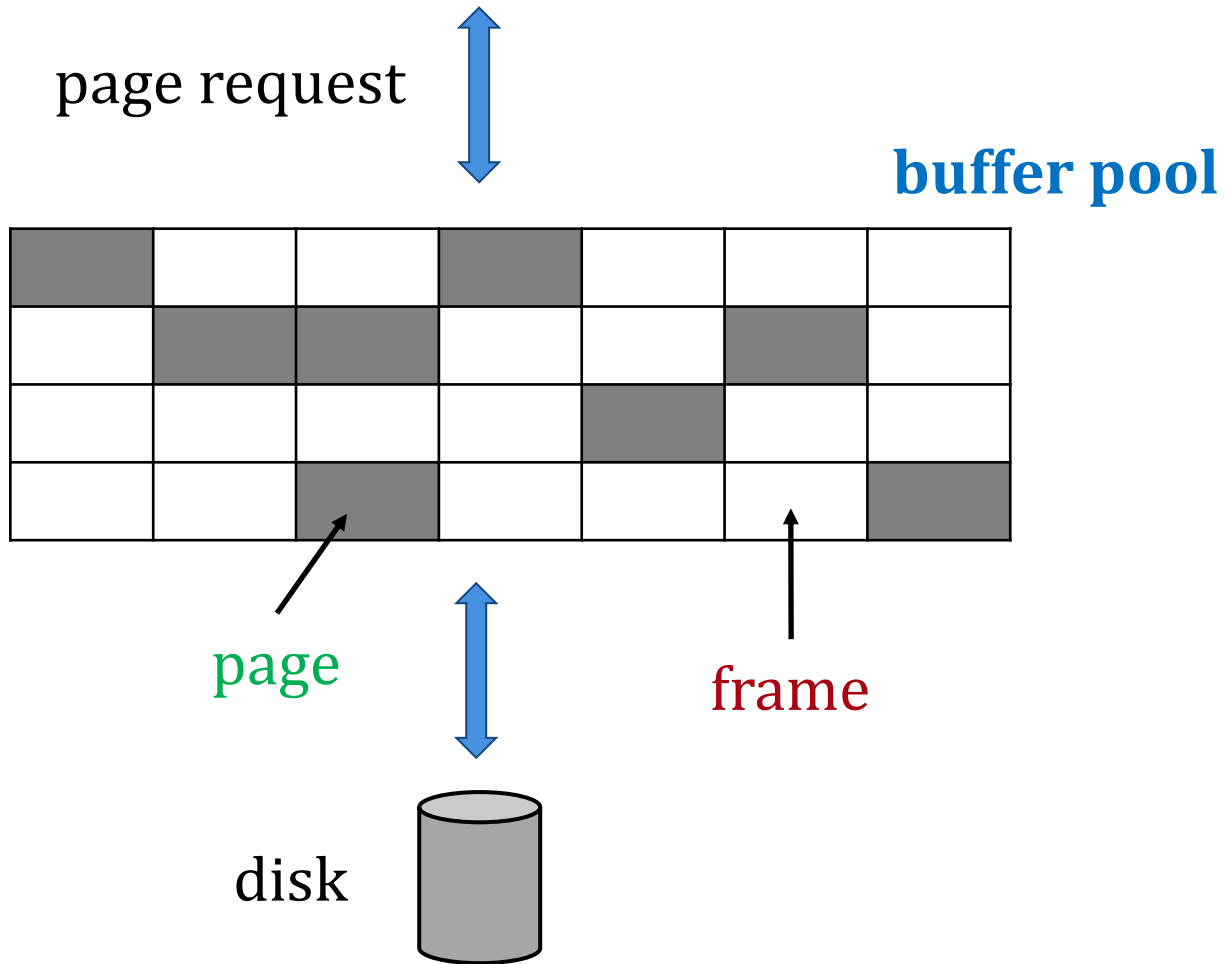 page request
buffer pool
page
frame
disk